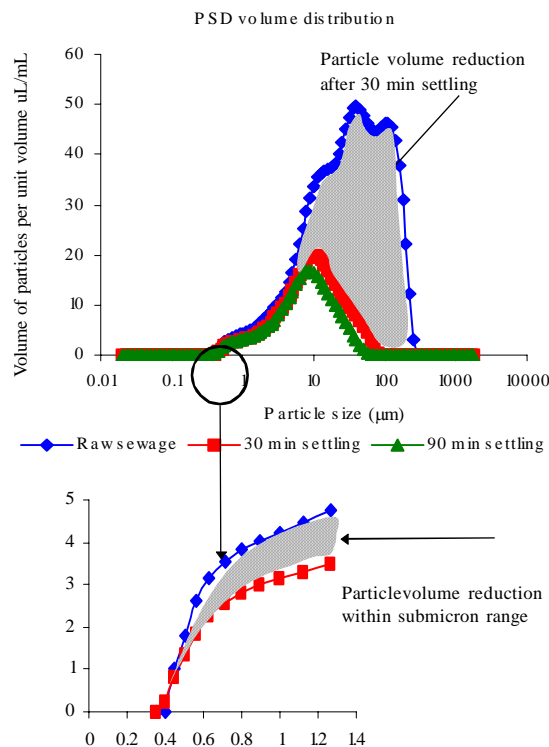 PSD volume distribution
Volume of particles per unit volume uL/mL
60
50
40
30
20
10
0
Particle volume reduction
after 30 min settling
0.01 0.1 1 10 100 1000 10000
Particle size (μm)
Raw sewage 30 min settling 90 min settling
5
4
3
2
1
0
Particle volume reduction
within submicron range
0 0.2 0.4 0.6 0.8 1 1.2 1.4